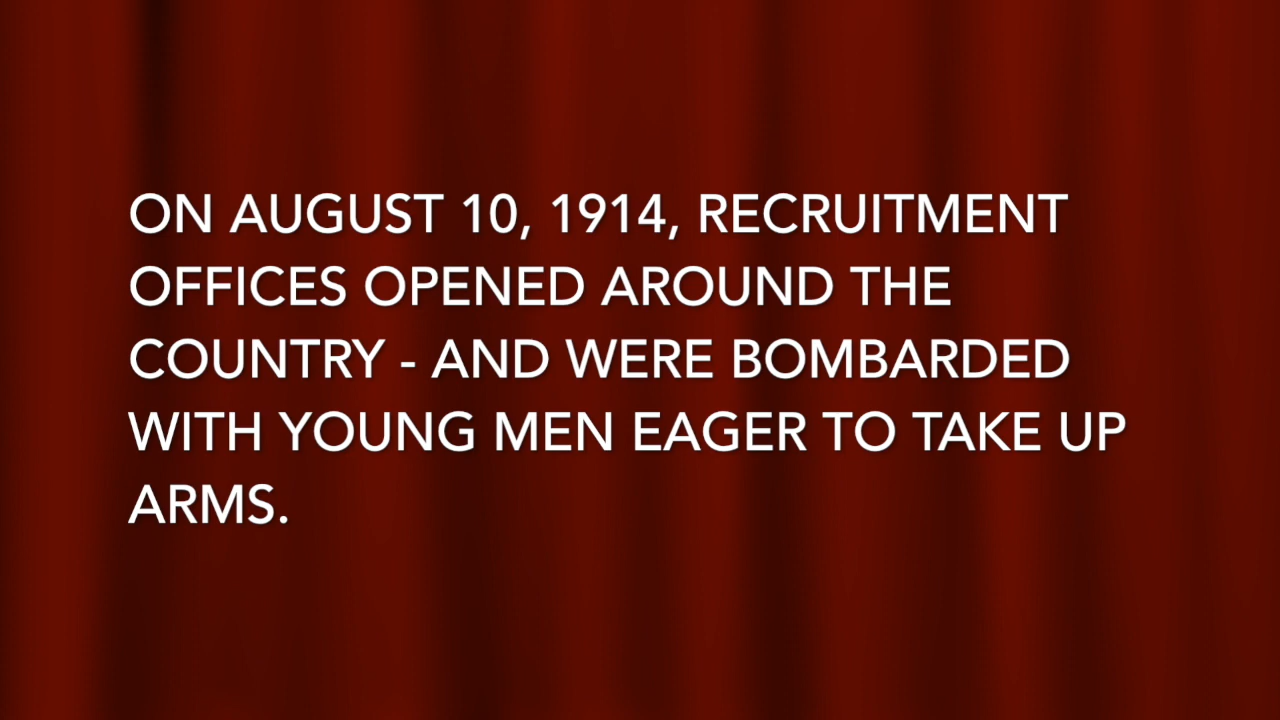 ON AUGUST 10, 1914, RECRUITMENT
OFFICES OPENED AROUND THE
COUNTRY - AND WERE BOMBARDED
WITH YOUNG MEN EAGER TO TAKE UP
ARMS.